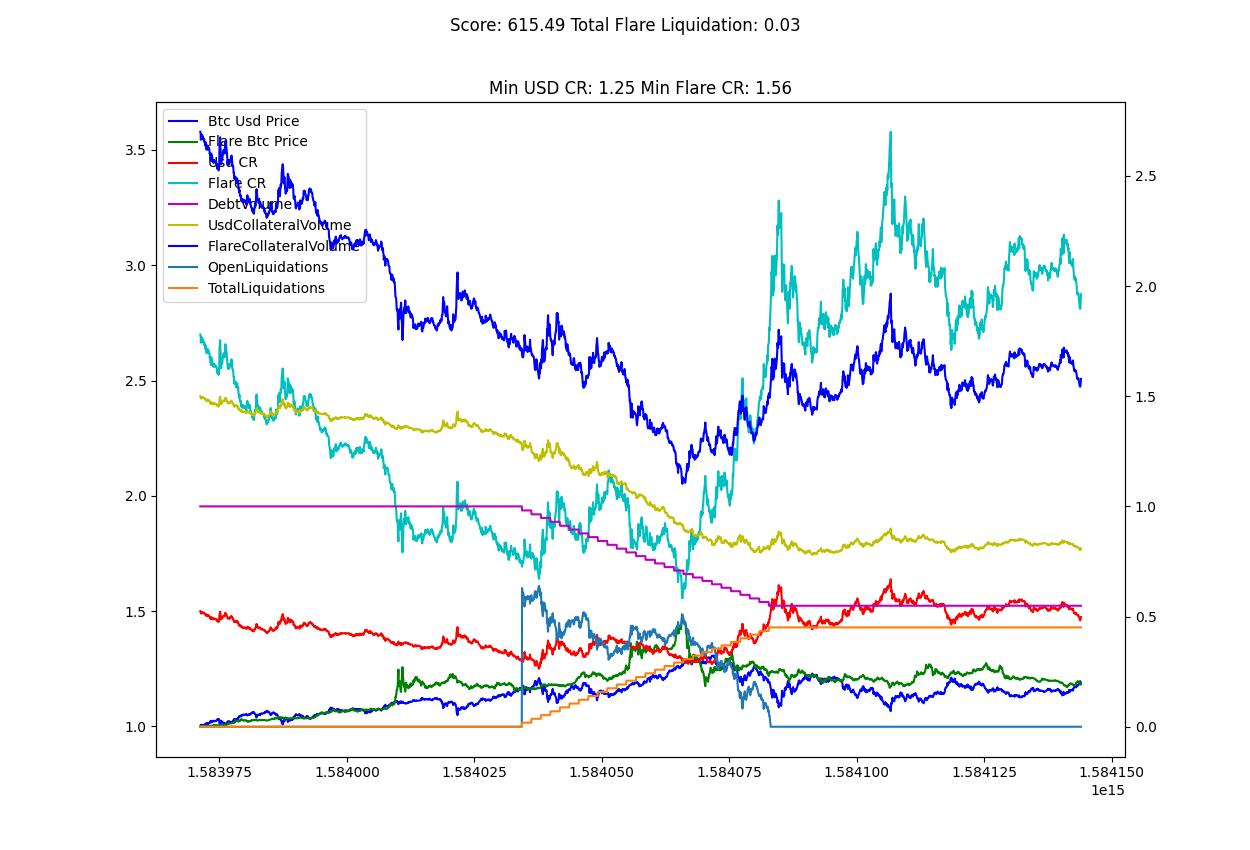 Score: 615.49 Total Flare Liquidation: 0.03
Min USD CR: 1.25 Min Flare CR: 1.56
Btc Usd Price
Flare Btc Price
Usd CR
Flare CR
DebtVolume
UsdCollateralVolume
FlareCollateralVolume
OpenLiquidations
TotalLiquidations
3.5
3.0
2.5
2.0
1.5
1.0
2.5
2.0
1.5
1.0
0.5
0.0
1.583975 1.584000 1.584025 1.584050 1.584075 1.584100 1.584125 1.584150
1e15